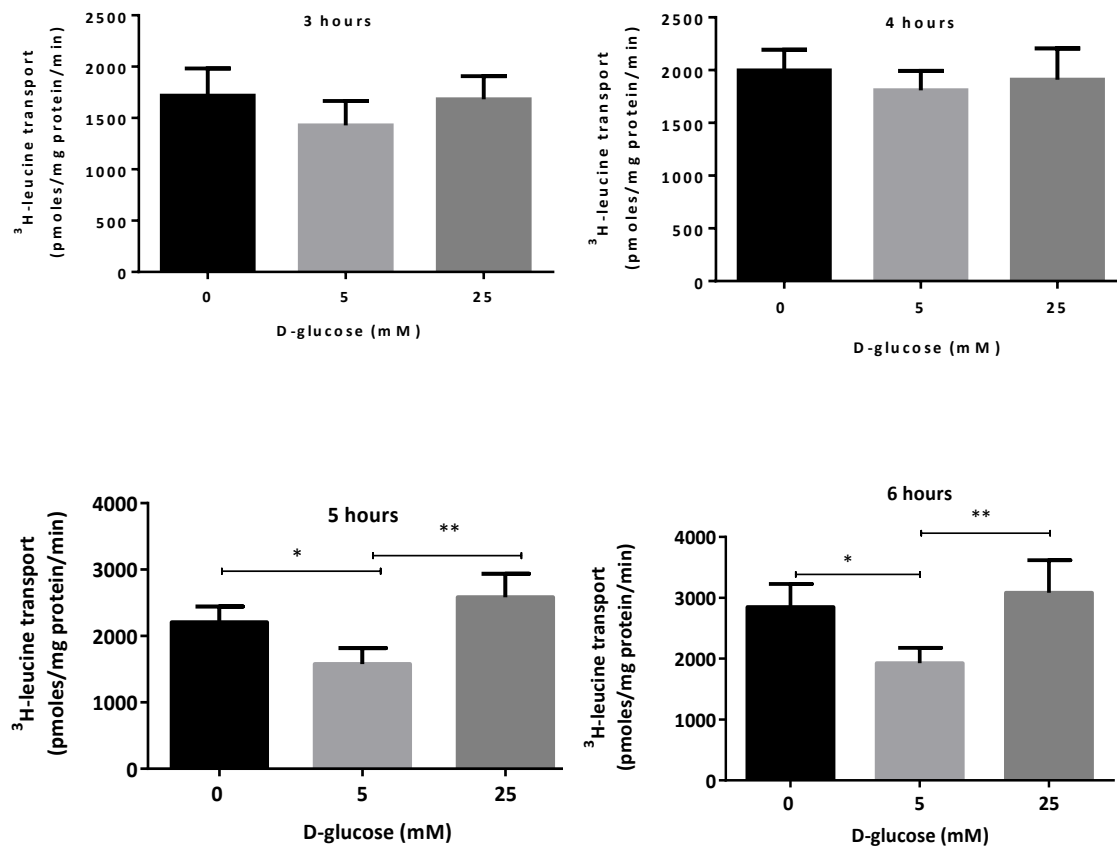 3 hours
³H-leucine transport
(pmoles/mg protein/min)
2500
2000
1500
1000
500
0
0 5 25
D-glucose (mM)
4 hours
³H-leucine transport
(pmoles/mg protein/min)
2500
2000
1500
1000
500
0
0 5 25
D-glucose (mM)
5 hours
³H-leucine transport
(pmoles/mg protein/min)
4000
3000
2000
1000
0
* **
0 5 25
D-glucose (mM)
6 hours
³H-leucine transport
(pmoles/mg protein/min)
4000
3000
2000
1000
0
* **
0 5 25
D-glucose (mM)